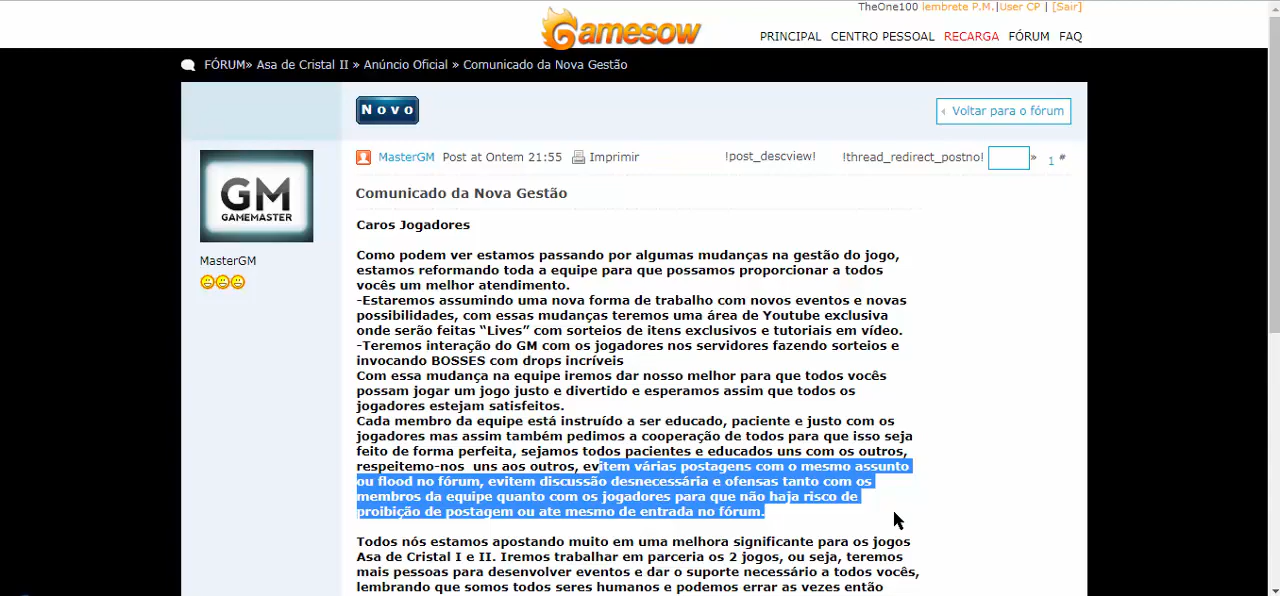 TheOne100 lembrete P.M.|User CP | [Sair]
Gamesow
PRINCIPAL CENTRO PESSOAL RECARGA FÓRUM FAQ
FÓRUM» Asa de Cristal II » Anúncio Oficial » Comunicado da Nova Gestão
Novo
Voltar para o fórum
GM
GAMEMASTER
MasterGM
MasterGM Post at Ontem 21:55 Imprimir !post_descview! !thread_redirect_postno! » 1 #
Comunicado da Nova Gestão
Caros Jogadores
Como podem ver estamos passando por algumas mudanças na gestão do jogo,
estamos reformando toda a equipe para que possamos proporcionar a todos
vocês um melhor atendimento.
-Estaremos assumindo uma nova forma de trabalho com novos eventos e novas
possibilidades, com essas mudanças teremos uma área de Youtube exclusiva
onde serão feitas “Lives” com sorteios de itens exclusivos e tutoriais em vídeo.
-Teremos interação do GM com os jogadores nos servidores fazendo sorteios e
invocando BOSSES com drops incríveis
Com essa mudança na equipe iremos dar nosso melhor para que todos vocês
possam jogar um jogo justo e divertido e esperamos assim que todos os
jogadores estejam satisfeitos.
Cada membro da equipe está instruído a ser educado, paciente e justo com os
jogadores mas assim também pedimos a cooperação de todos para que isso seja
feito de forma perfeita, sejamos todos pacientes e educados uns com os outros,
respeitemo-nos uns aos outros, evitem várias postagens com o mesmo assunto
ou flood no fórum, evitem discussão desnecessária e ofensas tanto com os
membros da equipe quanto com os jogadores para que não haja risco de
proibição de postagem ou ate mesmo de entrada no fórum.
Todos nós estamos apostando muito em uma melhora significante para os jogos
Asa de Cristal I e II. Iremos trabalhar em parceria os 2 jogos, ou seja, teremos
mais pessoas para desenvolver eventos e dar o suporte necessário a todos vocês,
lembrando que somos todos seres humanos e podemos errar as vezes então